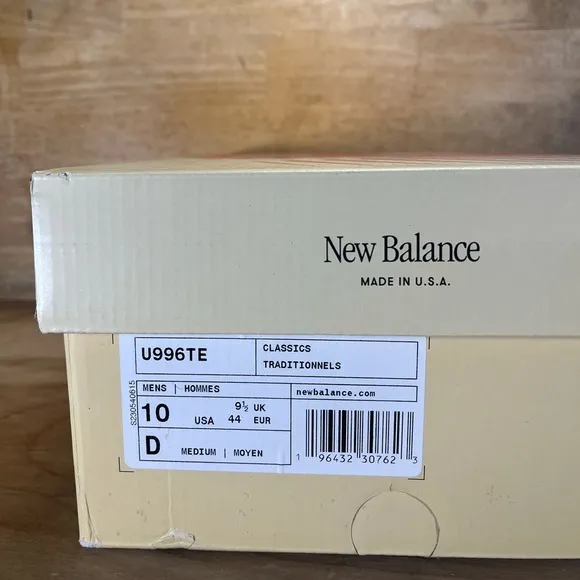 New Balance
MADE IN U.S.A.
U996TE
CLASSICS
TRADITIONNELS
S230540615
MENS | HOMMES
newbalance.com
10 USA 9½ UK 44 EUR
D MEDIUM | MOYEN
1 96432 30762 3